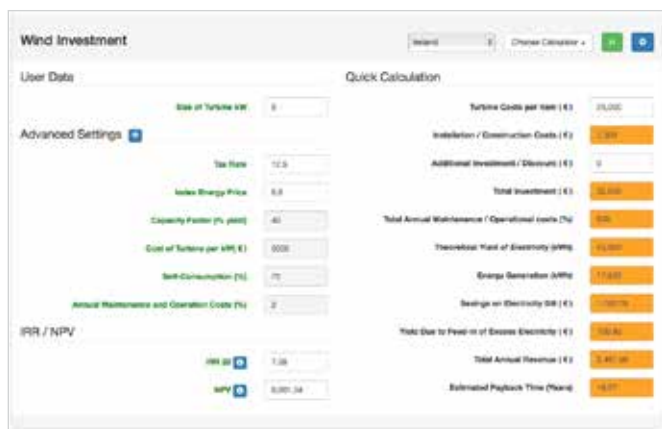 Wind Investment
Ireland
Choose Calculator
User Data
Size of Turbine kW
Advanced Settings
Tax Rate
12.5
Index Energy Price
Capacity Factor (% yield)
40
Cost of Turbine per kW( € )
5000
Self-Consumption (%)
70
Annual Maintenance and Operation Costs (%)
2
IRR / NPV
IRR 20
NPV
Quick Calculation
Turbine Costs per Item ( € )
25,000
Installation / Construction Costs ( € )
Additional Investment / Discount ( € )
0
Total Investment ( € )
Total Annual Maintenance / Operational costs (%)
Theoretical Yield of Electricity (kWh)
Energy Generation (kWh)
Savings on Electricity Bill ( € )
Yield Due to Feed-in of Excess Electricity ( € )
Total Annual Revenue ( € )
Estimated Payback Time (Years)